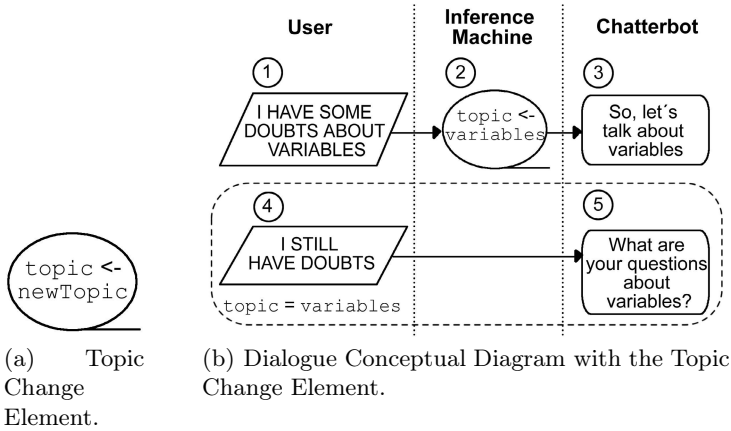 User
Inference
Machine
Chatterbot
1
2
3
I HAVE SOME
DOUBTS ABOUT
VARIABLES
topic <-
variables
So, let´s
talk about
variables
4
5
I STILL
HAVE DOUBTS
topic = variables
What are
your questions
about
variables?
topic <-
newTopic
(a) Topic
Change
Element.
(b) Dialogue Conceptual Diagram with the Topic
Change Element.